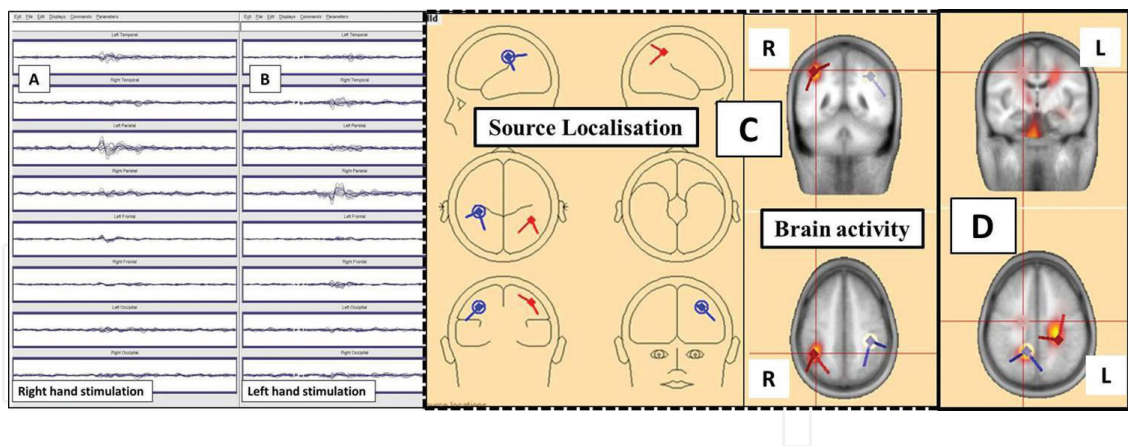 Exit File Edit Displays Commands Parameters
Left Temporal
A
Right Temporal
Left Parietal
Right Parietal
Left Frontal
Right Frontal
Left Occipital
Right Occipital
Right hand stimulation
Exit File Edit Displays Commands Parameters
Left Temporal
B
Right Temporal
Left Parietal
Right Parietal
Left Frontal
Right Frontal
Left Occipital
Right Occipital
Left hand stimulation
Source Localisation
C
R
L
Brain activity
D
R
L